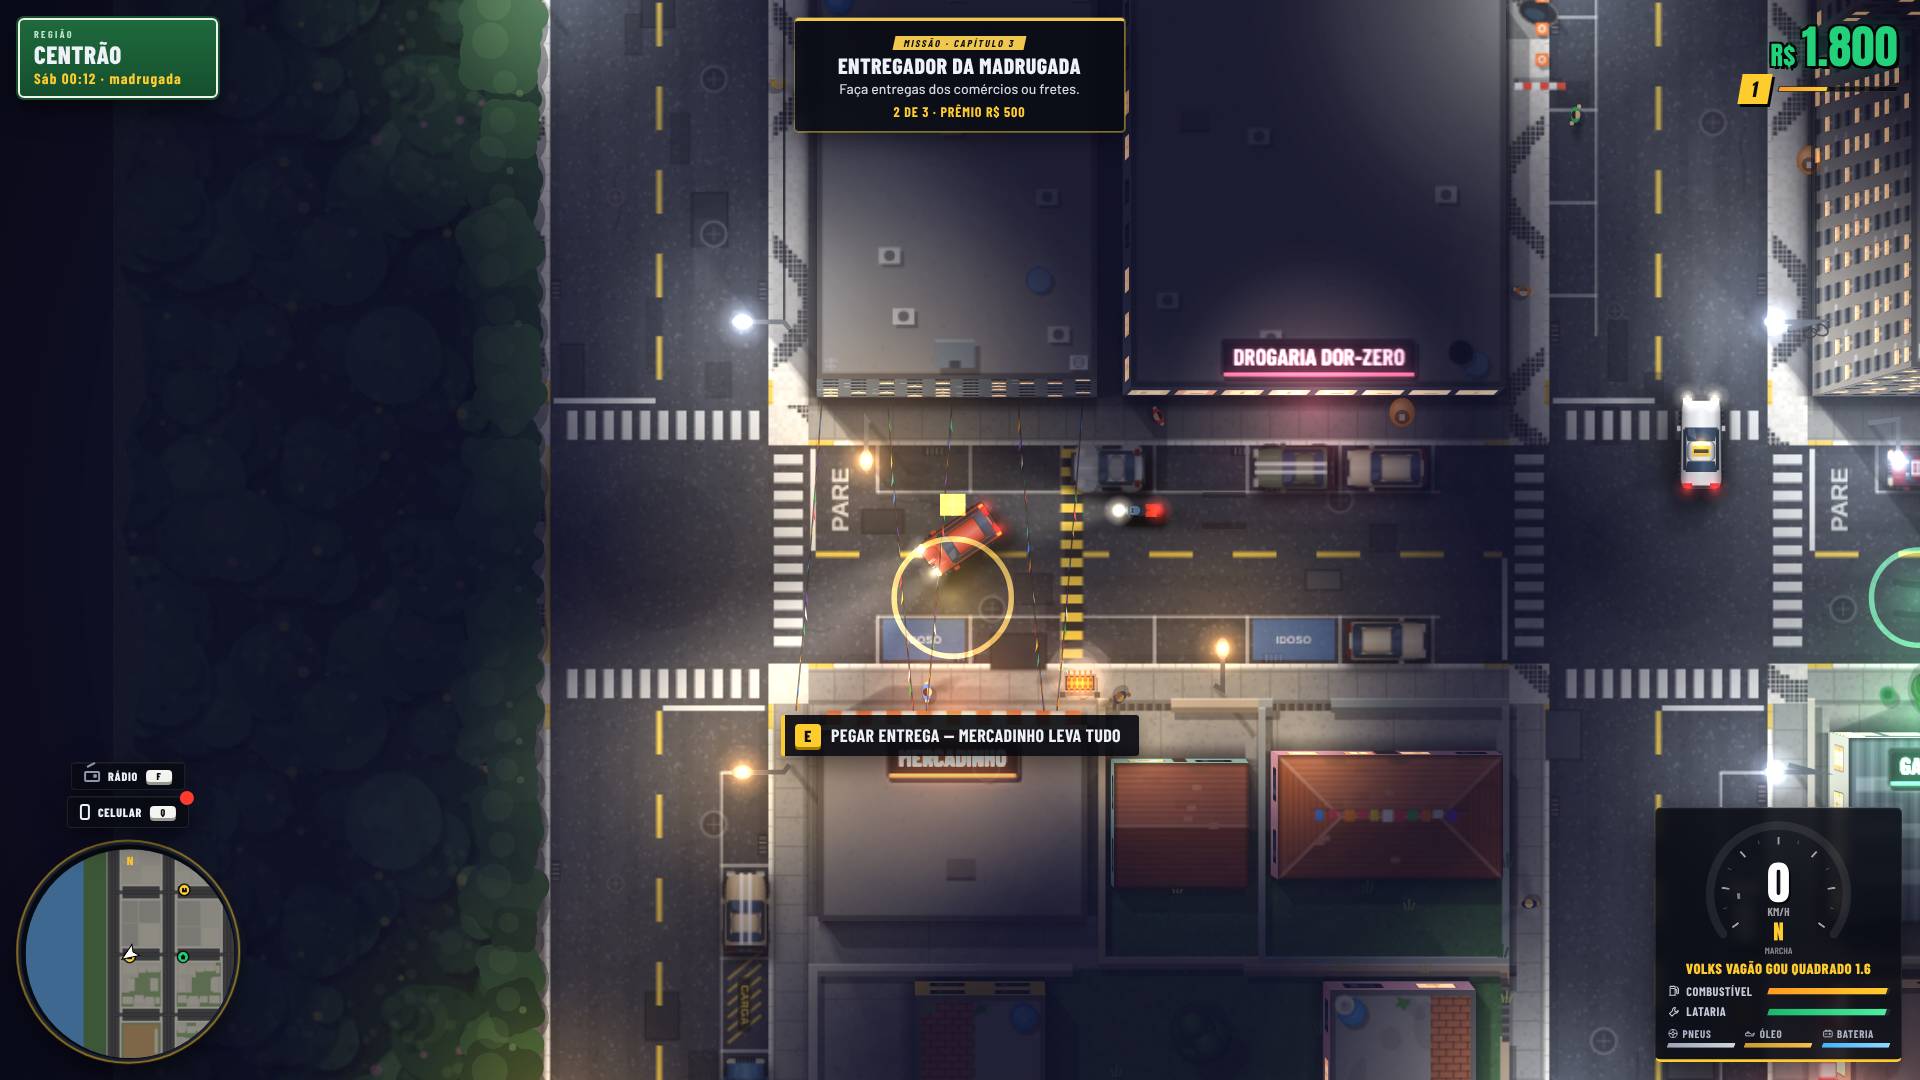 REGIÃO
CENTRÃO
Sáb 00:12 · madrugada
MISSÃO · CAPÍTULO 3
ENTREGADOR DA MADRUGADA
Faça entregas dos comércios ou fretes.
2 DE 3 · PRÊMIO R$ 500
R$ 1.800
1
DROGARIA DOR-ZERO
PARE
PARE
IDOSO
E PEGAR ENTREGA — MERCADINHO LEVA TUDO
MERCADINHO
GA
RÁDIO F
CELULAR Q
N
M
CARGA
0
KM/H
N
MARCHA
VOLKS VAGÃO GOU QUADRADO 1.6
COMBUSTÍVEL
LATARIA
PNEUS ÓLEO BATERIA